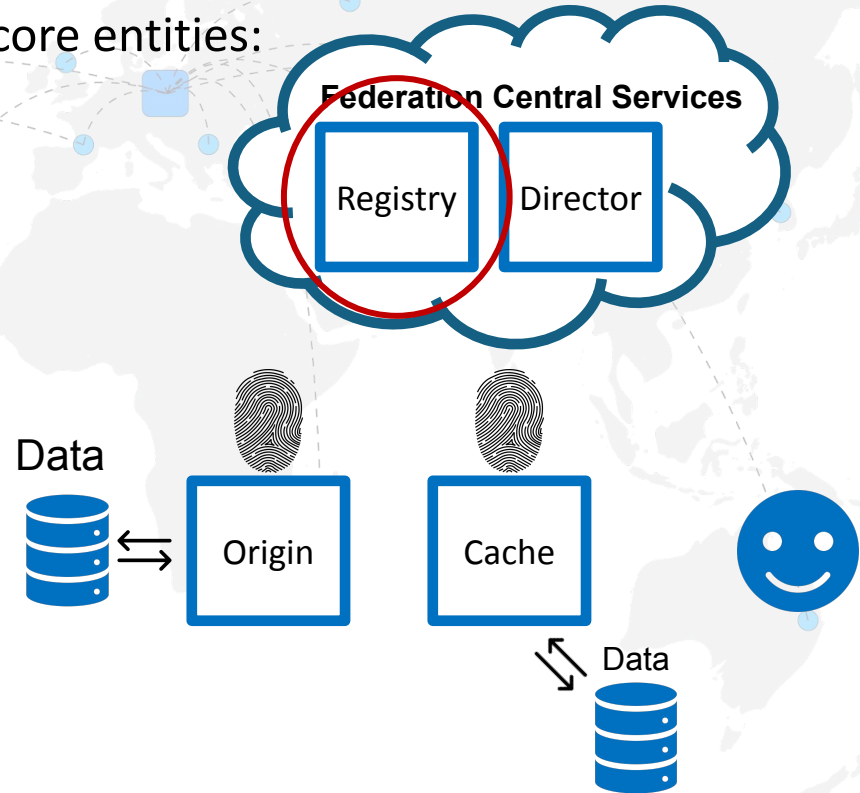 core entities:
Federation Central Services
Registry
Director
Data
Origin
Cache
Data